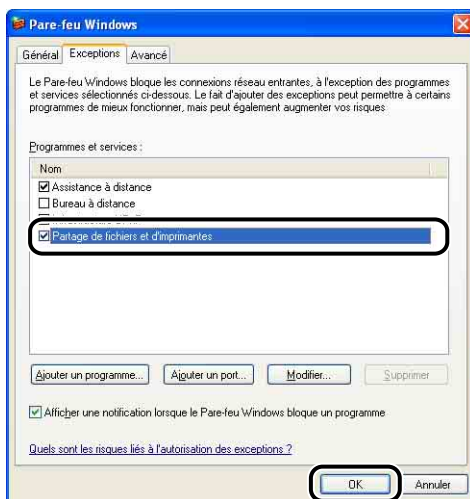 Pare-feu Windows
Général Exceptions Avancé
Le Pare-feu Windows bloque les connexions réseau entrantes, à l'exception des programmes
et services sélectionnés ci-dessous. Le fait d'ajouter des exceptions peut permettre à certains
programmes de mieux fonctionner, mais peut également augmenter vos risques
Programmes et services :
Nom
Assistance à distance
Bureau à distance
Partage de fichiers et d'imprimantes
Ajouter un programme... Ajouter un port... Modifier... Supprimer
Afficher une notification lorsque le Pare-feu Windows bloque un programme
Quels sont les risques liés à l'autorisation des exceptions ?
OK Annuler